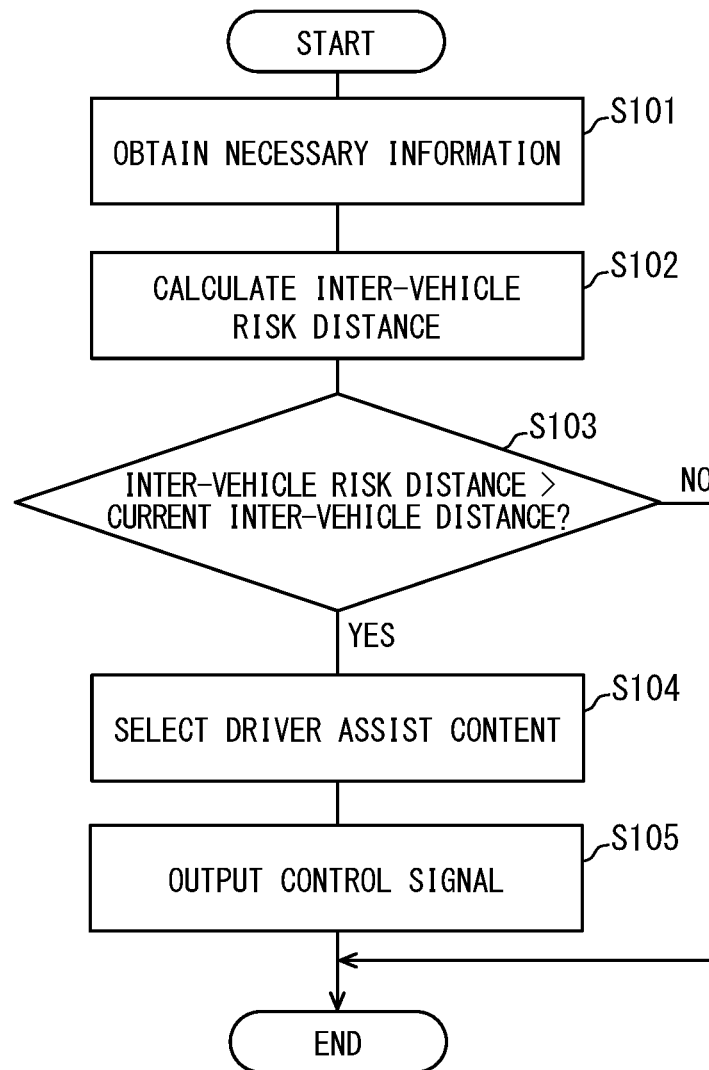 START
S101
OBTAIN NECESSARY INFORMATION
S102
CALCULATE INTER-VEHICLE
RISK DISTANCE
S103
INTER-VEHICLE RISK DISTANCE >
CURRENT INTER-VEHICLE DISTANCE?
NO
YES
S104
SELECT DRIVER ASSIST CONTENT
S105
OUTPUT CONTROL SIGNAL
END